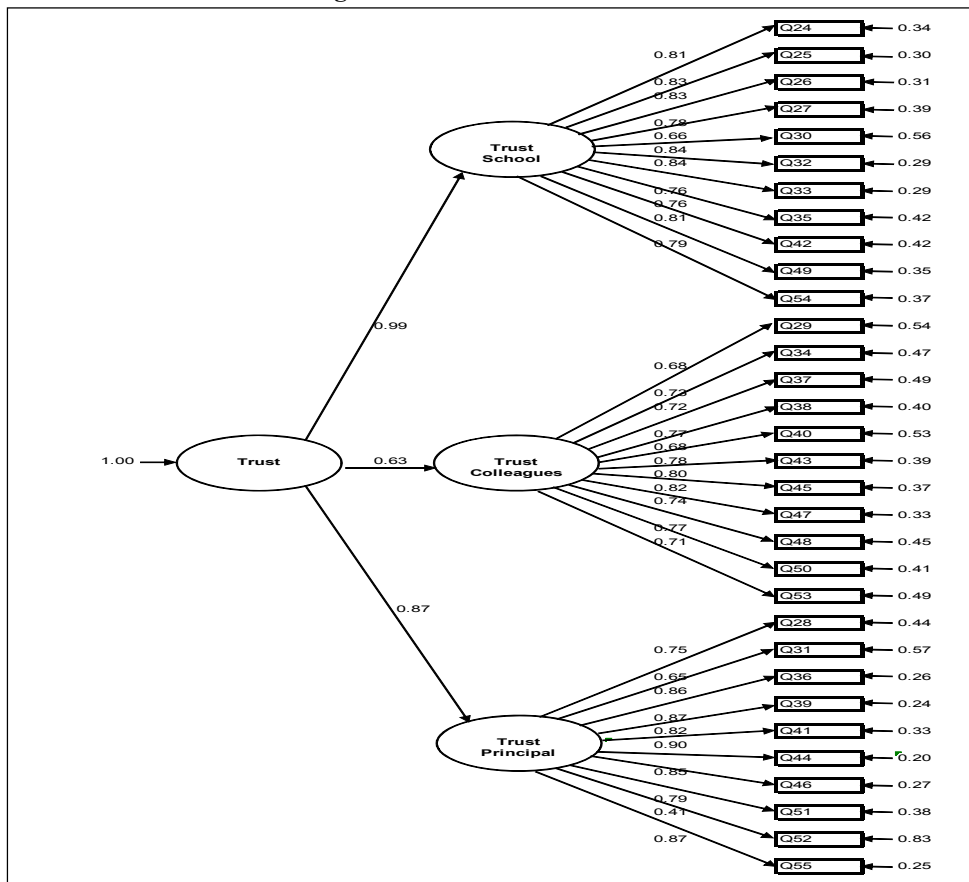 Q24 0.34
0.81
Q25 0.30
0.83
Q26 0.31
0.83
Q27 0.39
0.78
Q30 0.56
0.66
Trust
School
0.84
Q32 0.29
0.84
Q33 0.29
0.76
Q35 0.42
0.76
Q42 0.42
0.81
Q49 0.35
0.79
Q54 0.37
0.99
Q29 0.54
0.68
Q34 0.47
0.73
Q37 0.49
0.72
Q38 0.40
0.77
Q40 0.53
0.68
1.00
Trust
0.63
Trust
Colleagues
0.78
Q43 0.39
0.80
Q45 0.37
0.82
Q47 0.33
0.74
Q48 0.45
0.77
Q50 0.41
0.71
Q53 0.49
0.87
Q28 0.44
0.75
Q31 0.57
0.65
Q36 0.26
0.86
Q39 0.24
0.87
Q41 0.33
0.82
Trust
Principal
0.90
Q44 0.20
0.85
Q46 0.27
0.79
Q51 0.38
0.41
Q52 0.83
0.87
Q55 0.25